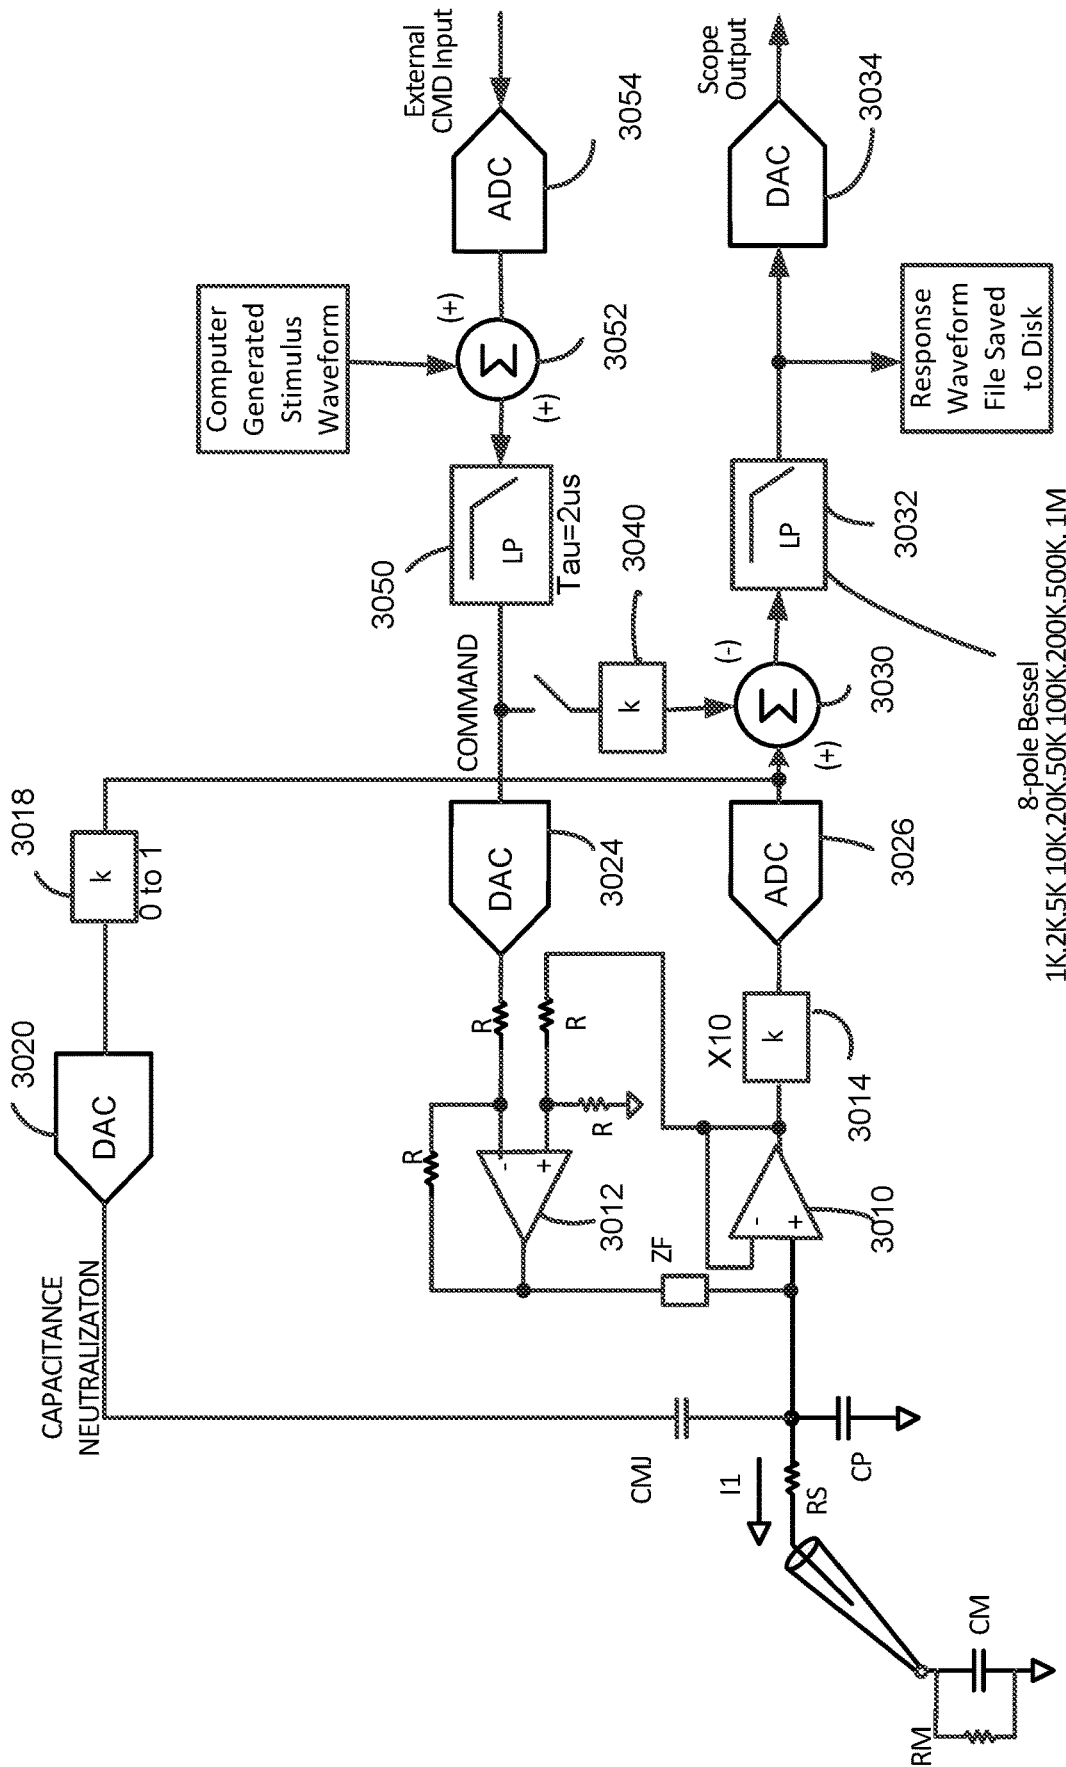 External
CMD Input
ADC
3054
Computer
Generated
Stimulus
Waveform
(+)
Σ
3052
(+)
LP
3050
Tau=2us
COMMAND
DAC
3024
k
3040
Scope
Output
DAC
3034
Response
Waveform
File Saved
to Disk
LP
3032
8-pole Bessel
1K,2K,5K 10K,20K,50K 100K,200K,500K, 1M
(-)
Σ
3030
(+)
ADC
3026
X10
k
3014
k
3018
0 to 1
DAC
3020
CAPACITANCE
NEUTRALIZATON
R
R
R
R
-
+
3012
ZF
-
+
3010
CMJ
I1
RS
CP
CM
RM